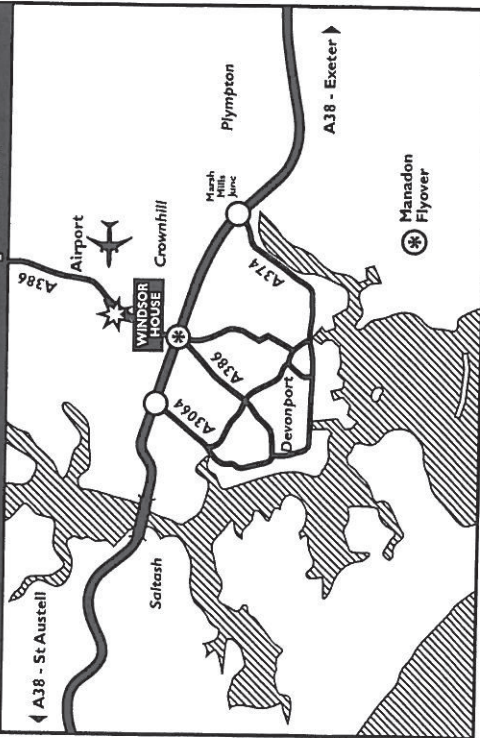 A386
Airport
Crownhill
WINDSOR
HOUSE
Plympton
Marsh
Mills
Junc
A38 - Exeter
A374
Manadon
Flyover
A386
A3064
Devonport
Saltash
A38 - St Austell